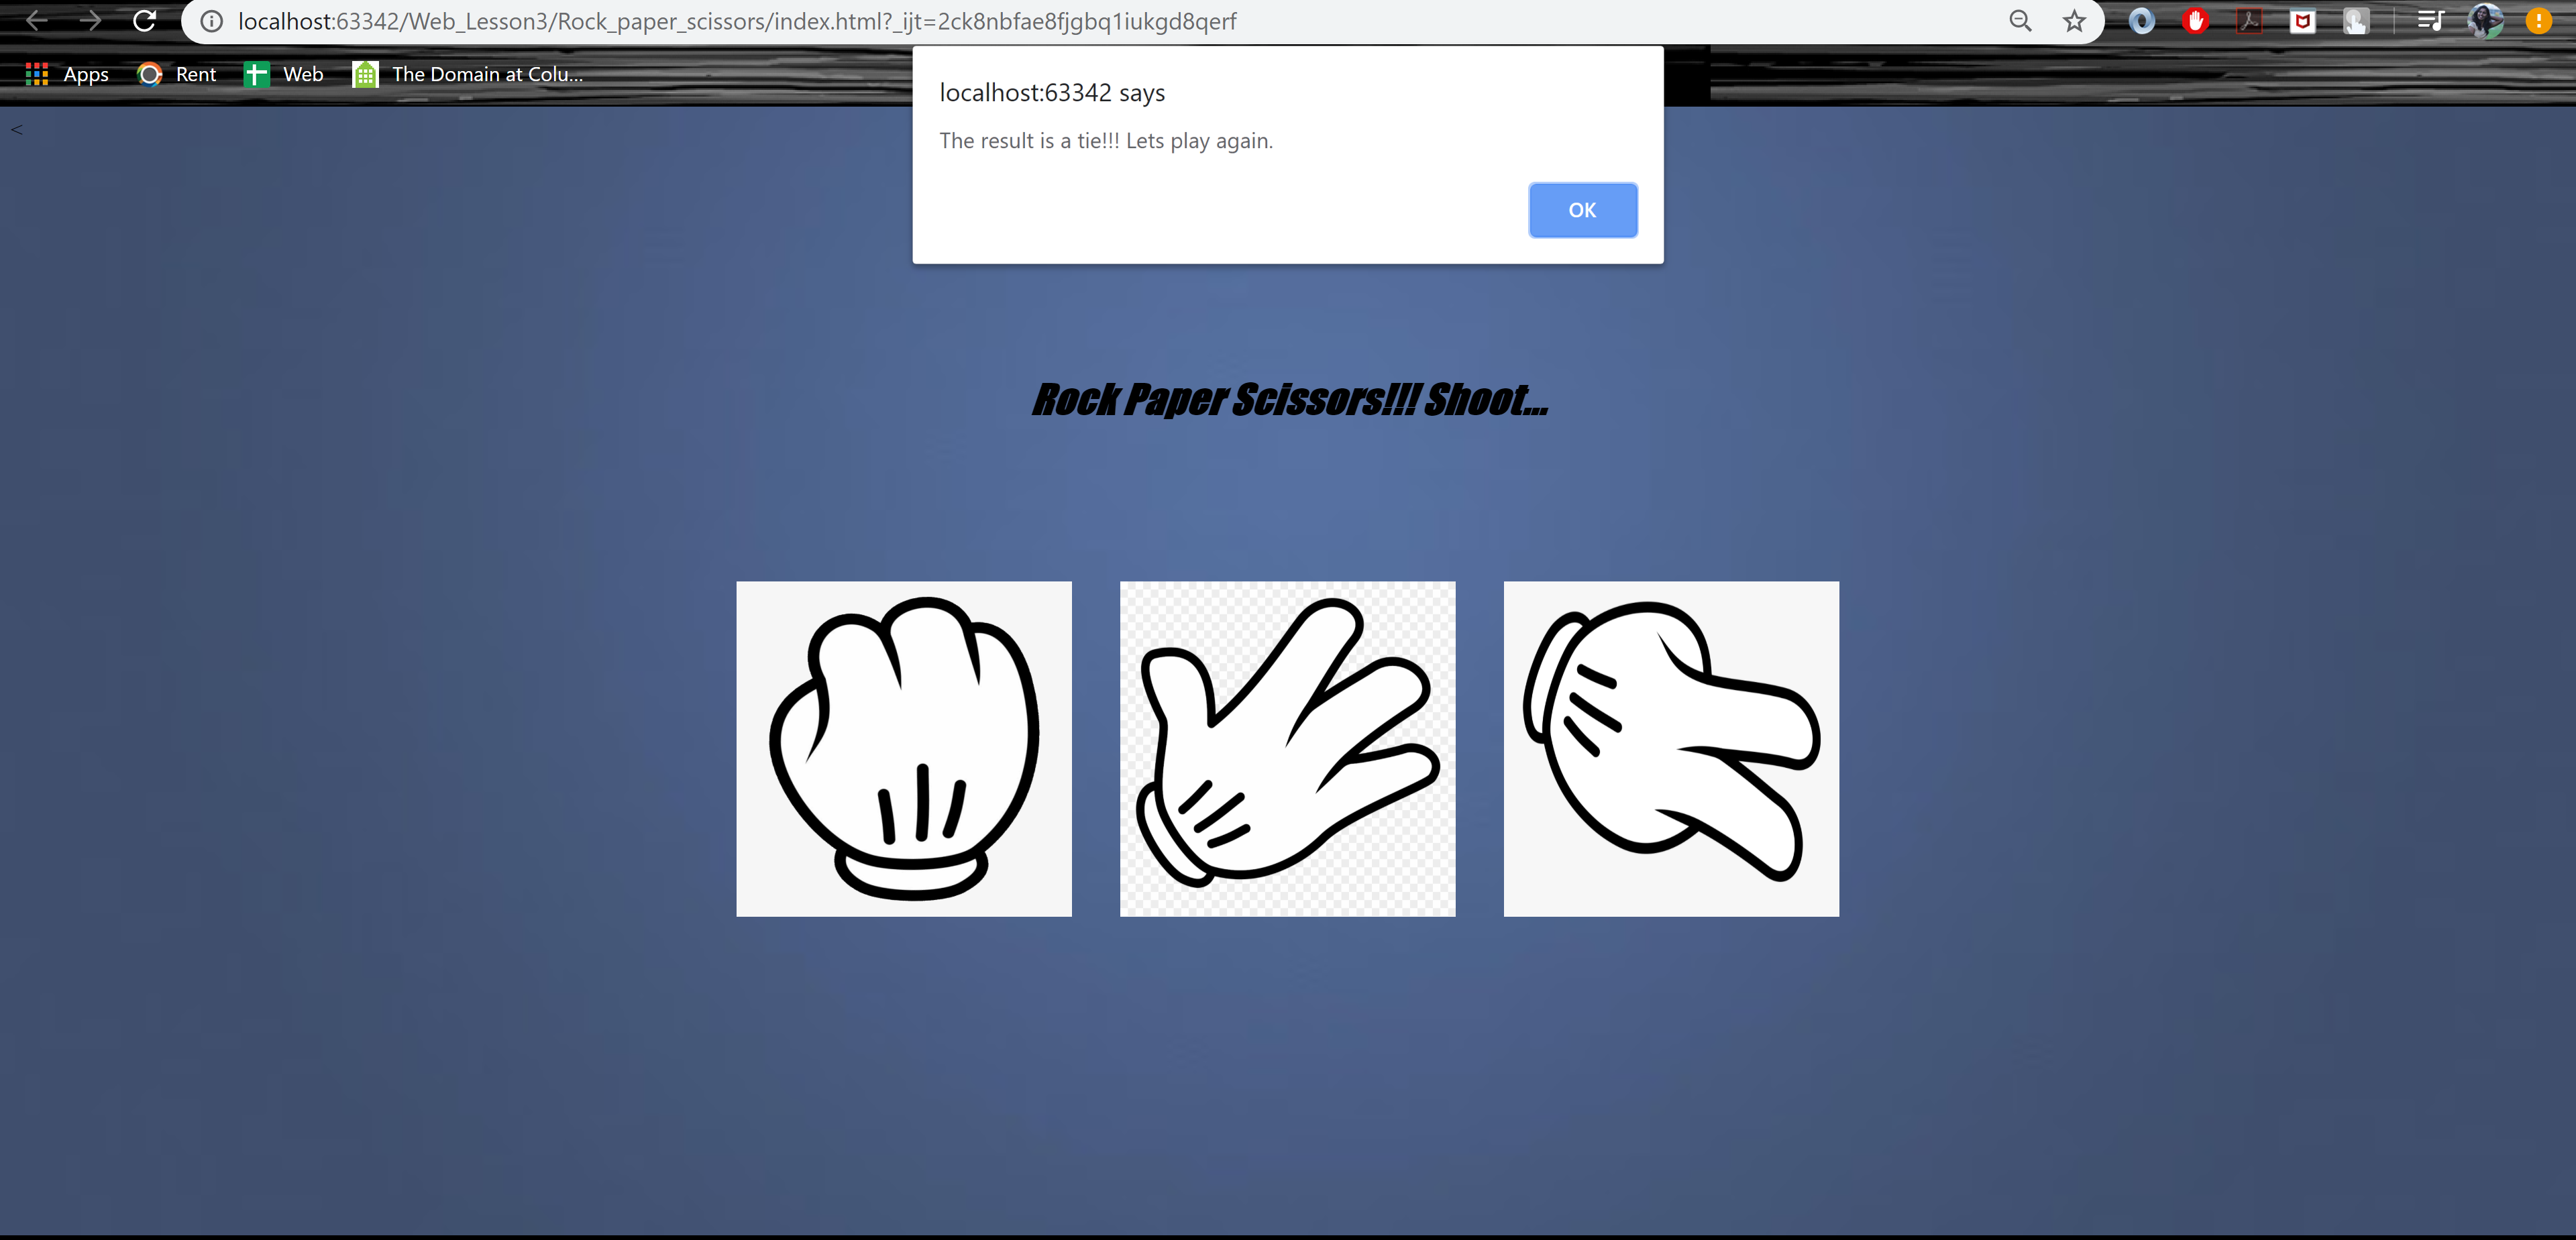 localhost:63342/Web_Lesson3/Rock_paper_scissors/index.html?_ijt=2ck8nbfae8fjgbq1iukgd8qerf
Apps Rent Web The Domain at Colu...
localhost:63342 says
The result is a tie!!! Lets play again.
OK
<
Rock Paper Scissors!!! Shoot...